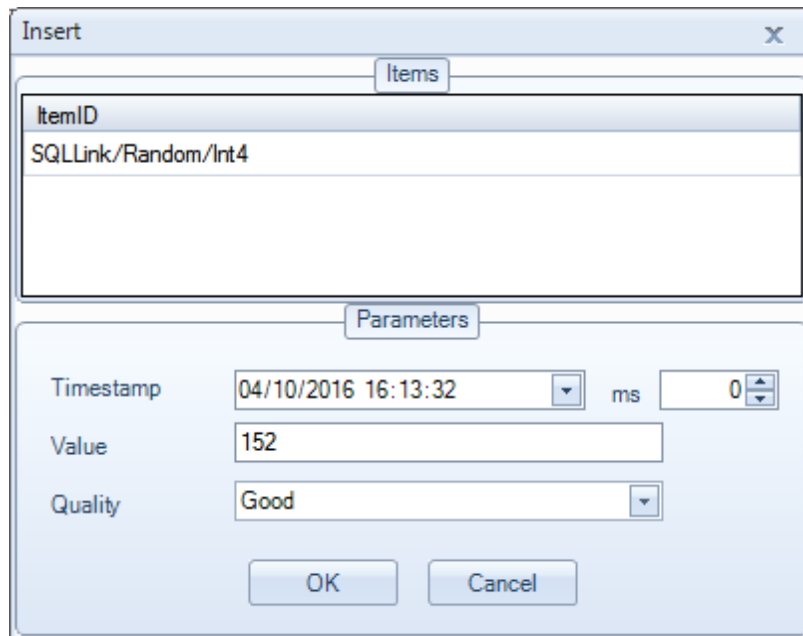 Insert
Items
ItemID
SQLLink/Random/Int4
Parameters
Timestamp 04/10/2016 16:13:32 ms 0
Value 152
Quality Good
OK Cancel